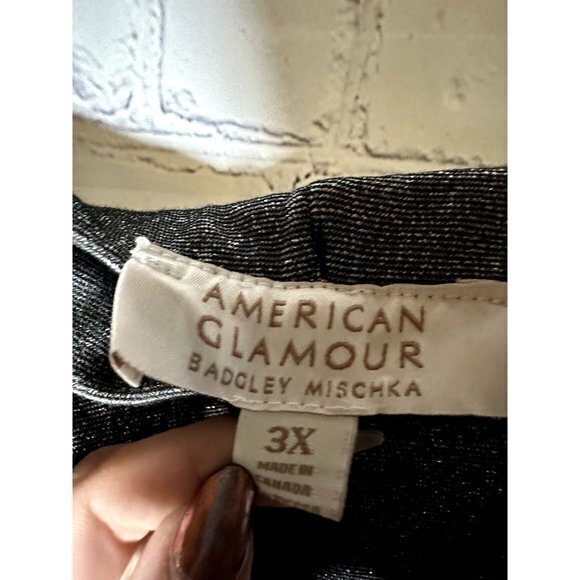 AMERICAN
GLAMOUR
BADGLEY MISCHKA
3X
MADE IN
CANADA